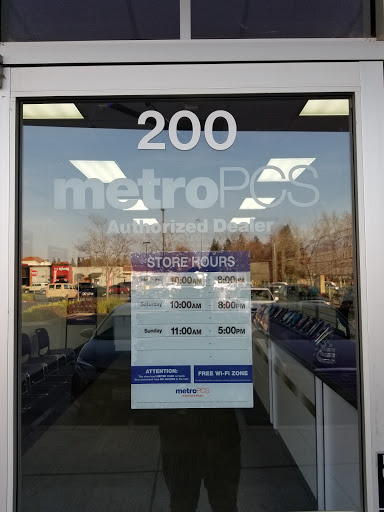 200
metroPCS
Authorized Dealer
STORE HOURS
10:00AM 8:00PM
Saturday 10:00AM 8:00PM
Sunday 11:00AM 5:00PM
ATTENTION:
FREE Wi-Fi ZONE
metroPCS